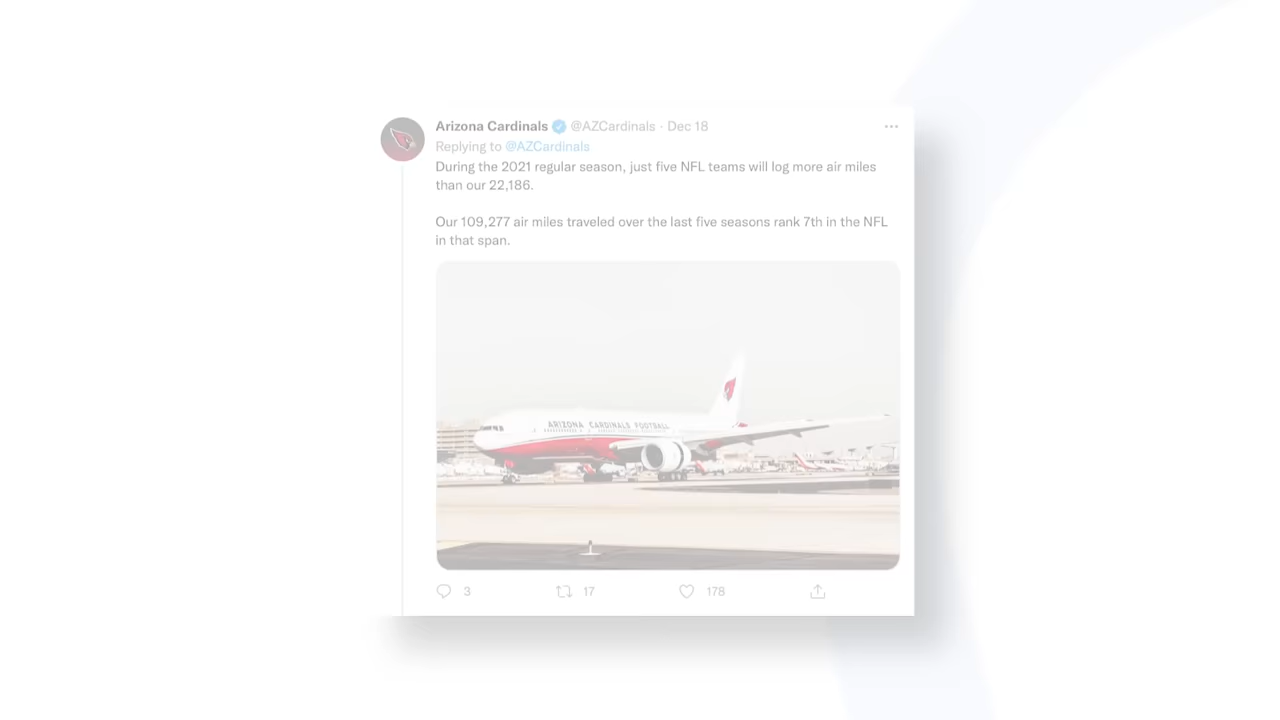 Arizona Cardinals @AZCardinals · Dec 18
Replying to @AZCardinals
During the 2021 regular season, just five NFL teams will log more air miles
than our 22,186.
Our 109,277 air miles traveled over the last five seasons rank 7th in the NFL
in that span.
ARIZONA CARDINALS FOOTBALL
3 17 178